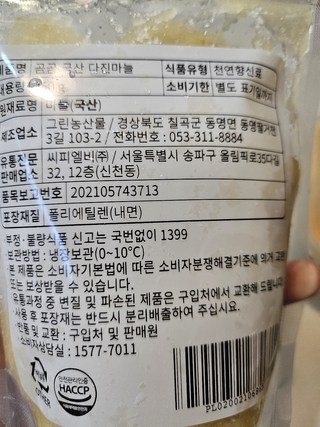 제품명 곰곰 국산 다진마늘 식품유형 천연향신료
내용량 소비기한 별도 표기일까지
원재료명 마늘(국산)
제조업소 그린농산물 / 경상북도 칠곡군 동명면
3길 103-2 / 전화번호 : 053-311-8884
유통전문 씨피엘비(주) / 서울특별시 송파구 올림픽로35다길
판매업소 32, 12층(신천동)
품목보고번호 202105743713
포장재질 폴리에틸렌(내면)
부정·불량식품 신고는 국번없이 1399
보관방법 : 냉장보관(0~10℃)
본 제품은 소비자기본법에 따른 소비자분쟁해결기준에 의거 교환
또는 보상받을 수 있습니다.
유통과정 중 변질 및 파손된 제품은 구입처에서 교환해 드립니다.
·사용 후 포장재는 반드시 분리배출하여 주십시오.
·반품 및 교환 : 구입처 및 판매원
·소비자상담실 : 1577-7011
OTHER
안전관리인증
HACCP